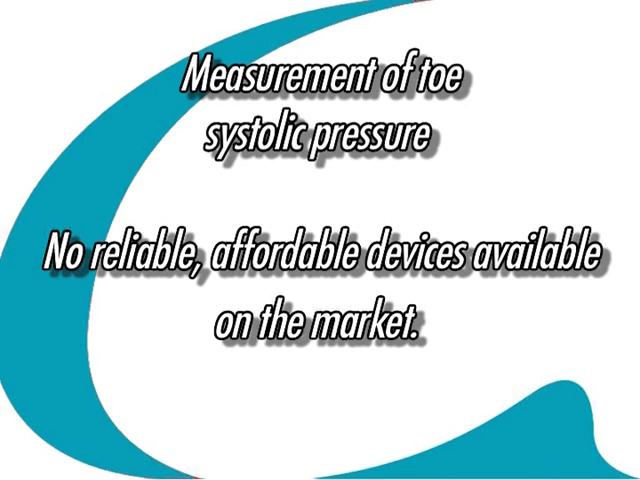 Measurement of toe
systolic pressure
No reliable, affordable devices available
on the market.